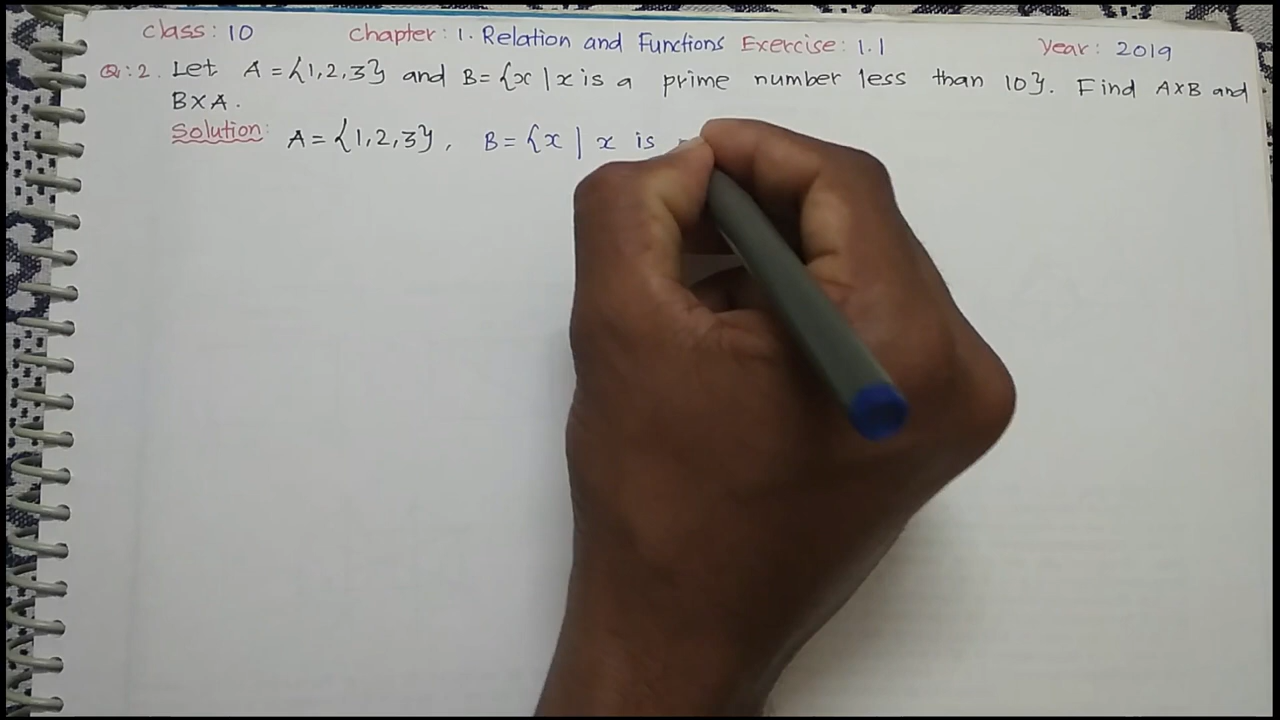 Class: 10 Chapter: 1. Relation and Functions Exercise: 1.1 Year: 2019
Q:2. Let A = {1,2,3} and B= {x | x is a prime number less than 10}. Find A×B and
B×A.
Solution: A = {1,2,3}, B= {x | x is